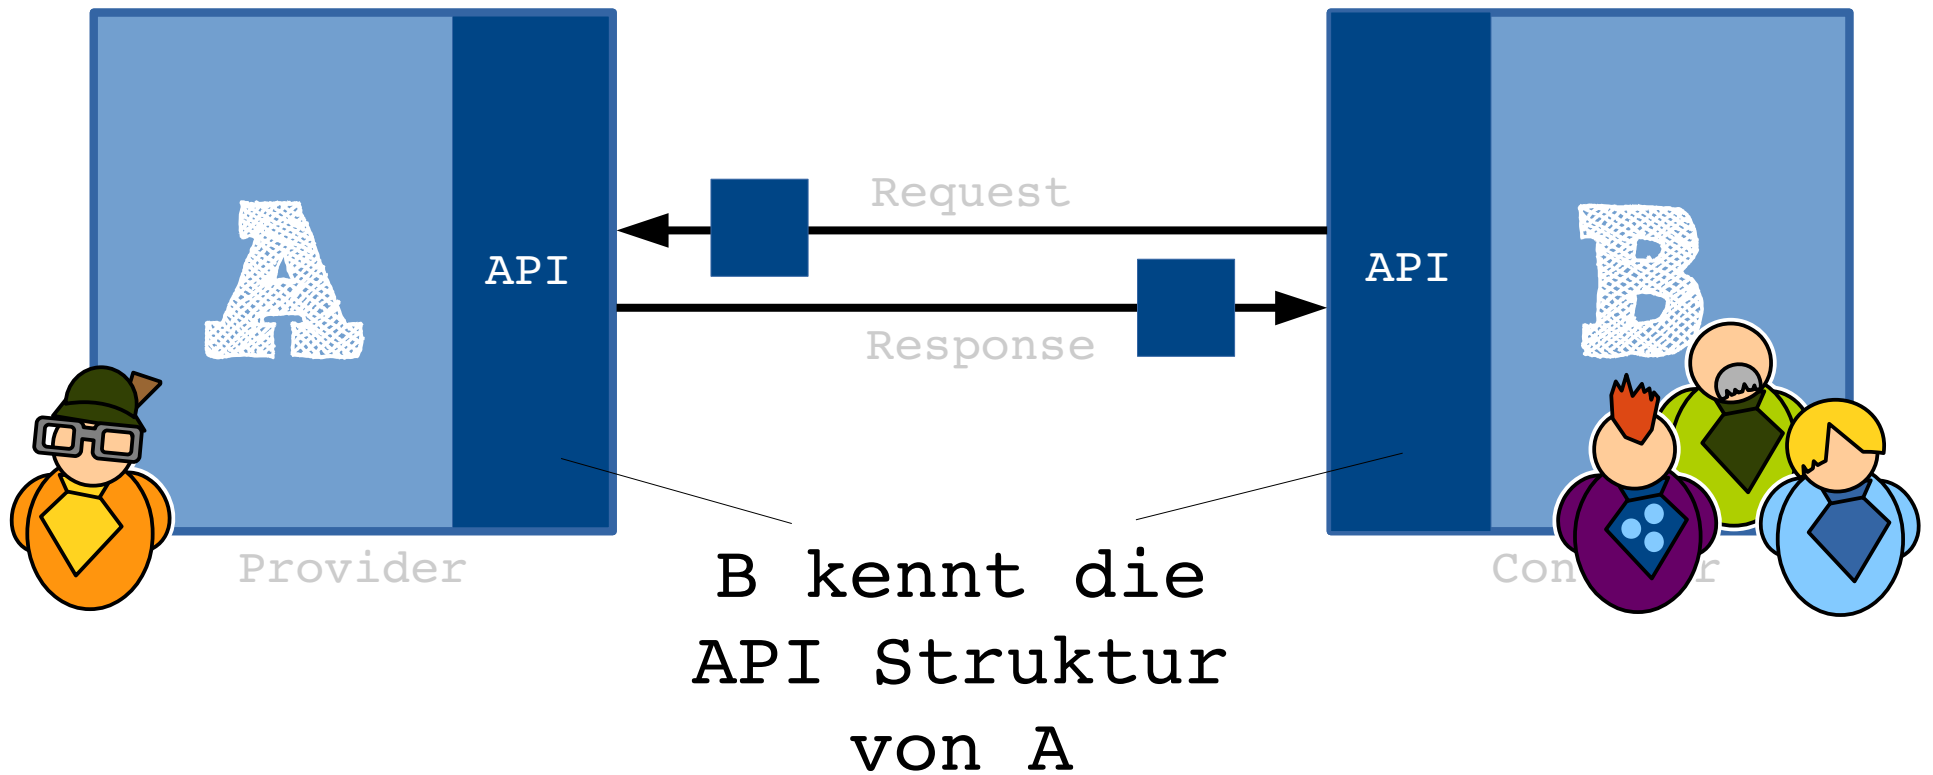 A
API
Request
Response
API
B
Provider
B kennt die
API Struktur
von A